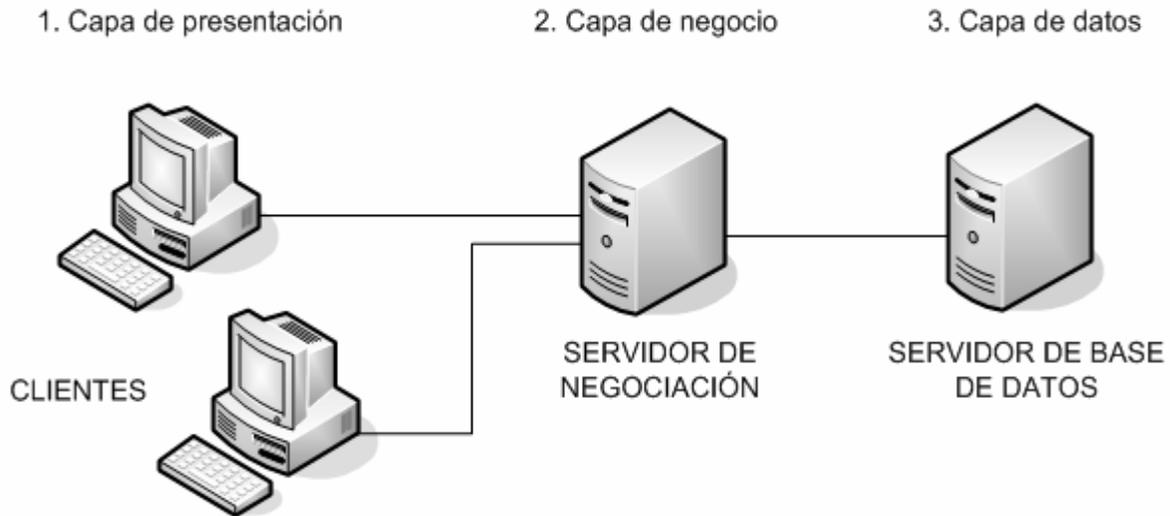 1. Capa de presentación
2. Capa de negocio
3. Capa de datos
CLIENTES
SERVIDOR DE
NEGOCIACIÓN
SERVIDOR DE BASE
DE DATOS